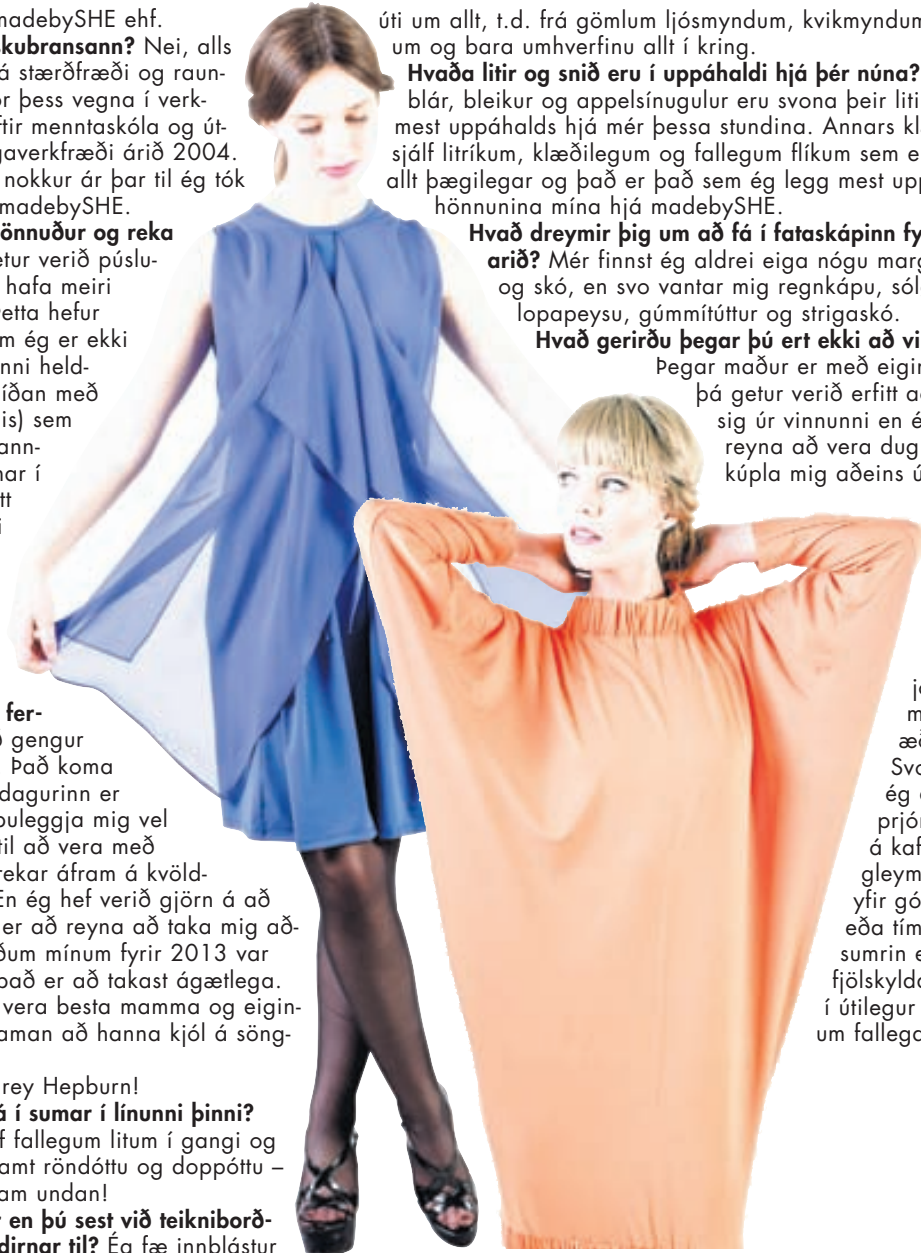 madebySHE ehf.
skubransann? Nei, alls
á stærðfræði og raun-
r þess vegna í verk-
ftir menntaskóla og út-
gaverkfræði árið 2004.
nokkur ár þar til ég tók
madebySHE.
önnuður og reka
etur verið púslu-
hafa meiri
etta hefur
m ég er ekki
nni held-
íðan með
is) sem
ann-
nar í
tt
i
fer-
ð gengur
Það koma
dagurinn er
puleggja mig vel
til að vera með
rekar áfram á kvöld-
En ég hef verið gjörn á að
er að reyna að taka mig að-
ðum mínum fyrir 2013 var
það er að takast ágætlega.
vera besta mamma og eigin-
aman að hanna kjól á söng-
rey Hepburn!
á í sumar í línunni þinni?
f fallegum litum í gangi og
amt röndóttu og doppóttu –
am undan!
r en þú sest við teikniborð-
dirnar til? Ég fæ innblástur
úti um allt, t.d. frá gömlum ljósmyndum, kvikmyndum
um og bara umhverfinu allt í kring.
Hvaða litir og snið eru í uppáhaldi hjá þér núna?
blár, bleikur og appelsínugulur eru svona þeir liti
mest uppáhalds hjá mér þessa stundina. Annars kl
sjálf litríkum, klæðilegum og fallegum flíkum sem e
allt þægilegar og það er það sem ég legg mest upp
hönnunina mína hjá madebySHE.
Hvað dreymir þig um að fá í fataskápinn fy
arið? Mér finnst ég aldrei eiga nógu marg
og skó, en svo vantar mig regnkápu, sól
lopapeysu, gúmmítúttur og strigaskó.
Hvað gerirðu þegar þú ert ekki að vi
Þegar maður er með eigin
þá getur verið erfitt a
sig úr vinnunni en é
reyna að vera dug
kúpla mig aðeins ú
j
m
æð
Svo
ég
prjón
á kaf
gleym
yfir gó
eða tím
sumrin e
fjölskylda
í útilegur
um fallega